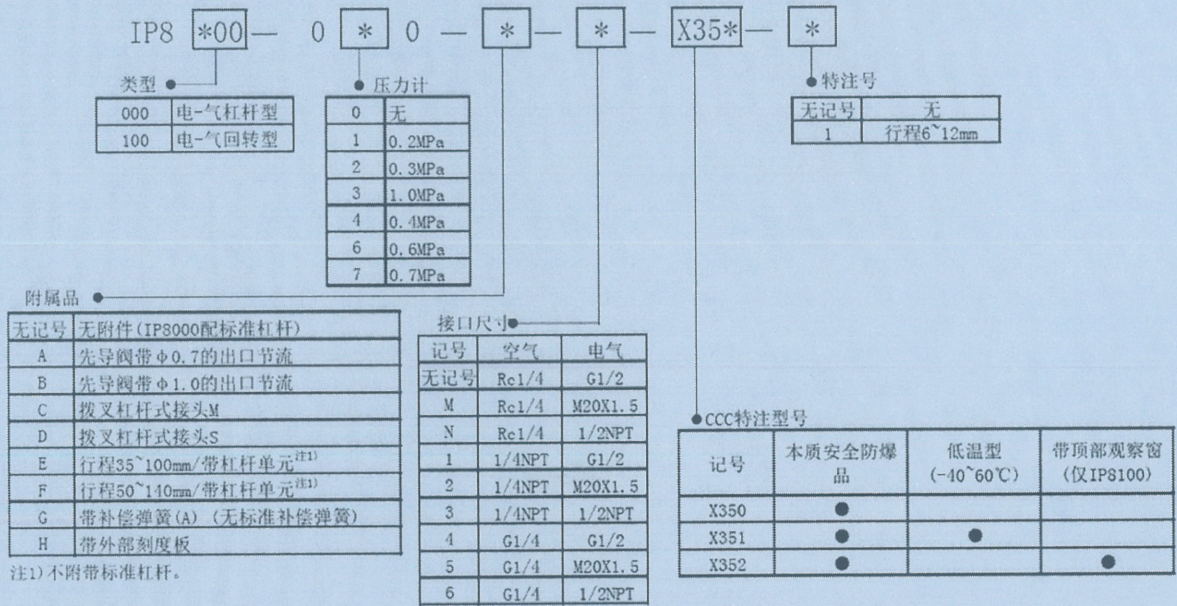 IP8 *00 — 0 * 0 — * — * — X35* — *
类型
000 电-气杠杆型
100 电-气回转型
压力计
0 无
1 0.2MPa
2 0.3MPa
3 1.0MPa
4 0.4MPa
6 0.6MPa
7 0.7MPa
特注号
无记号 无
1 行程6~12mm
附属品
无记号 无附件(IP8000配标准杠杆)
A 先导阀带φ0.7的出口节流
B 先导阀带φ1.0的出口节流
C 拨叉杠杆式接头M
D 拨叉杠杆式接头S
E 行程35~100mm/带杠杆单元注1)
F 行程50~140mm/带杠杆单元注1)
G 带补偿弹簧(A) (无标准补偿弹簧)
H 带外部刻度板
注1)不附带标准杠杆。
接口尺寸
记号 空气 电气
无记号 Rc1/4 G1/2
M Rc1/4 M20X1.5
N Rc1/4 1/2NPT
1 1/4NPT G1/2
2 1/4NPT M20X1.5
3 1/4NPT 1/2NPT
4 G1/4 G1/2
5 G1/4 M20X1.5
6 G1/4 1/2NPT
CCC特注型号
记号 本质安全防爆品 低温型(-40~60℃) 带顶部观察窗(仅IP8100)
X350 ●
X351 ● ●
X352 ● ●